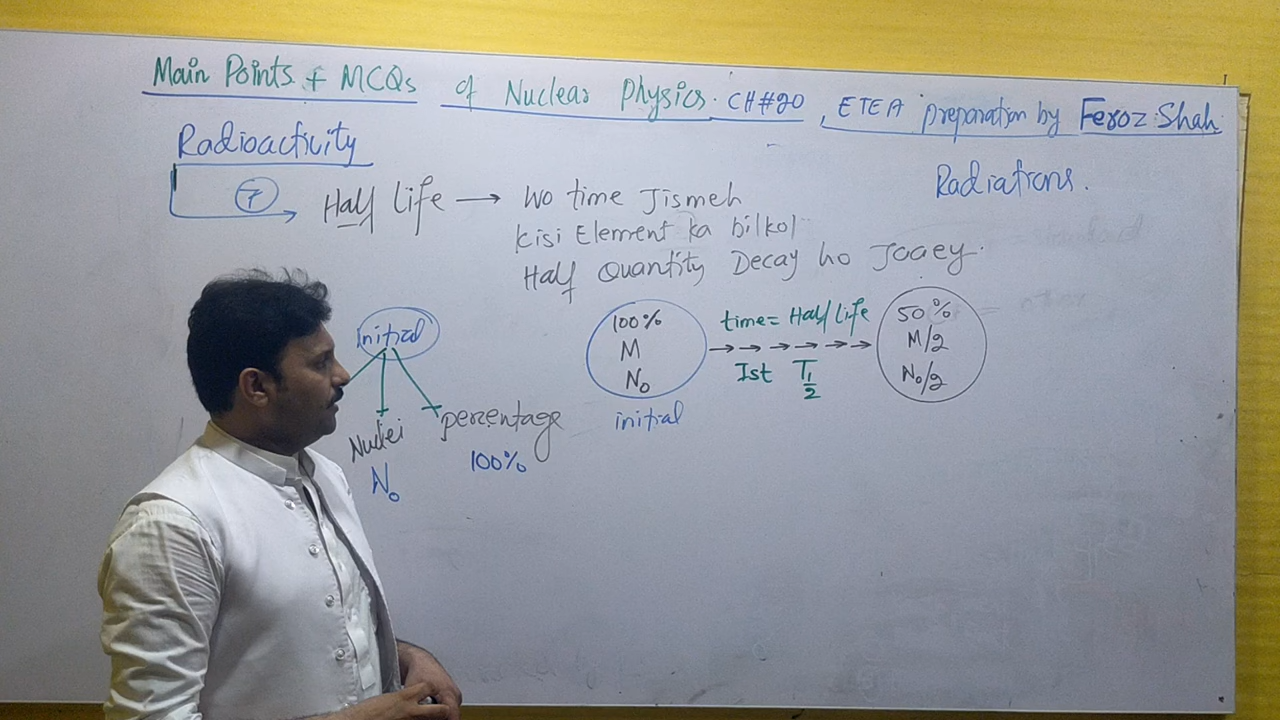 Main Points + MCQs of Nuclear Physics. CH#20, ETEA preparation by Feroz Shah
Radioactivity
Radiations.
7 Half Life → Wo time Jismeh
Kisi Element ka bilkol
Half Quantity Decay ho Jaaey.
initial
Nuclei
N₀
percentage
100%
100%
M
N₀
initial
time = Half Life
→→→→→→
Ist T½
50%
M/2
N₀/2